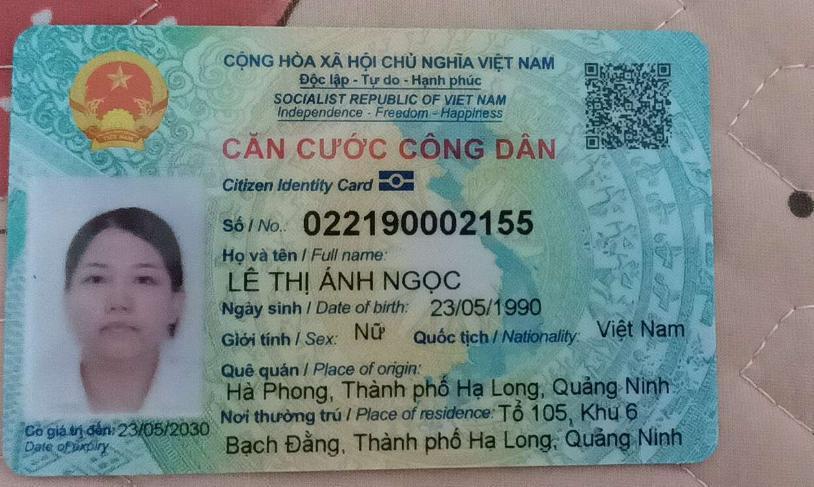 CỘNG HÒA XÃ HỘI CHỦ NGHĨA VIỆT NAM
Độc lập - Tự do - Hạnh phúc
SOCIALIST REPUBLIC OF VIET NAM
Independence - Freedom - Happiness
CĂN CƯỚC CÔNG DÂN
Citizen Identity Card
Số / No.: 022190002155
Họ và tên / Full name:
LÊ THỊ ÁNH NGỌC
Ngày sinh / Date of birth: 23/05/1990
Giới tính / Sex: Nữ Quốc tịch / Nationality: Việt Nam
Quê quán / Place of origin:
Hà Phong, Thành phố Hạ Long, Quảng Ninh
Nơi thường trú / Place of residence: Tổ 105, Khu 6
Bạch Đằng, Thành phố Hạ Long, Quảng Ninh
Có giá trị đến: 23/05/2030
Date of expiry